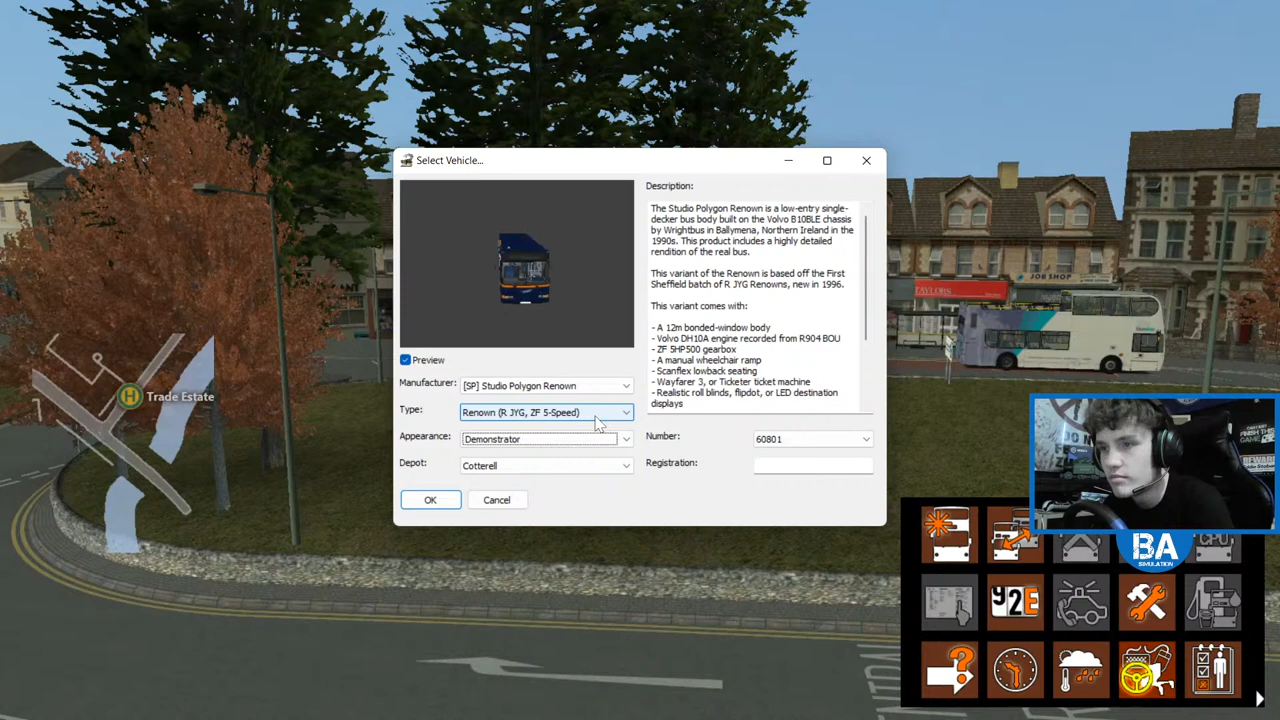 Select Vehicle...
Description:
The Studio Polygon Renown is a low-entry single-
decker bus body built on the Volvo B10BLE chassis
by Wrightbus in Ballymena, Northern Ireland in the
1990s. This product includes a highly detailed
rendition of the real bus.
This variant of the Renown is based off the First
Sheffield batch of R JYG Renowns, new in 1996.
This variant comes with:
- A 12m bonded-window body
- Volvo DH10A engine recorded from R904 BOU
- ZF 5HP500 gearbox
- A manual wheelchair ramp
- Scanflex lowback seating
- Wayfarer 3, or Ticketer ticket machine
- Realistic roll blinds, flipdot, or LED destination
displays
Preview
Manufacturer: [SP] Studio Polygon Renown
Type: Renown (R JYG, ZF 5-Speed)
Appearance: Demonstrator
Number: 60801
Depot: Cotterell
Registration:
OK
Cancel
H Trade Estate
JOB SHOP
BA
SIMULATION
CPU
92E
?